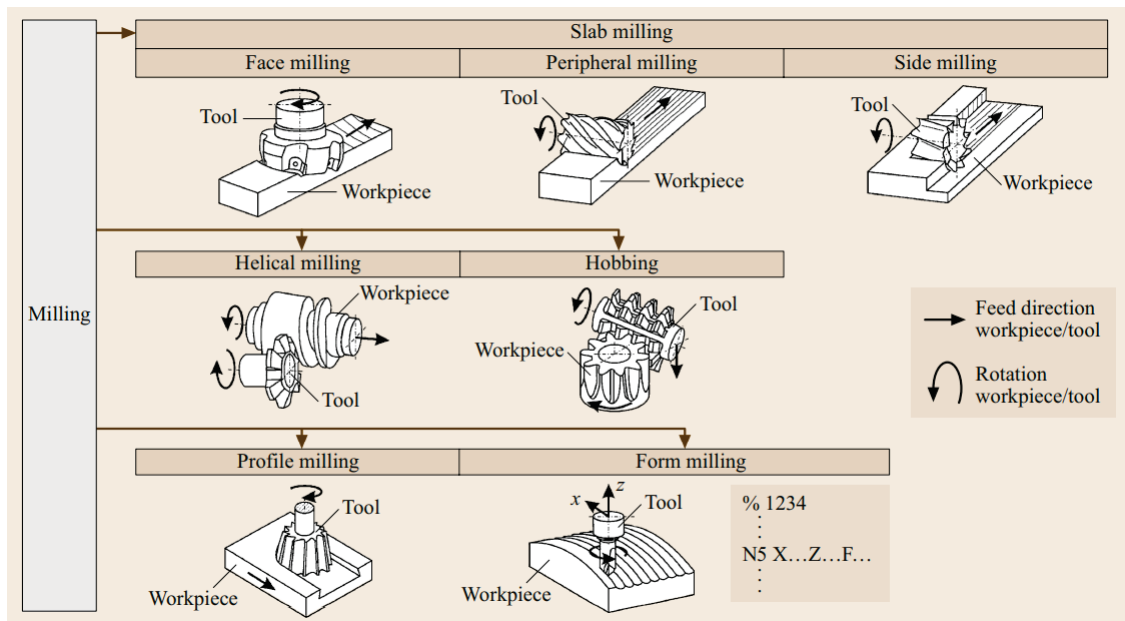 Milling
Slab milling
Face milling
Peripheral milling
Side milling
Tool
Workpiece
Tool
Workpiece
Tool
Workpiece
Helical milling
Hobbing
Workpiece
Tool
Tool
Workpiece
Feed direction
workpiece/tool
Rotation
workpiece/tool
Profile milling
Form milling
Tool
Workpiece
x
z
Tool
Workpiece
% 1234
⋮
N5 X…Z…F…
⋮